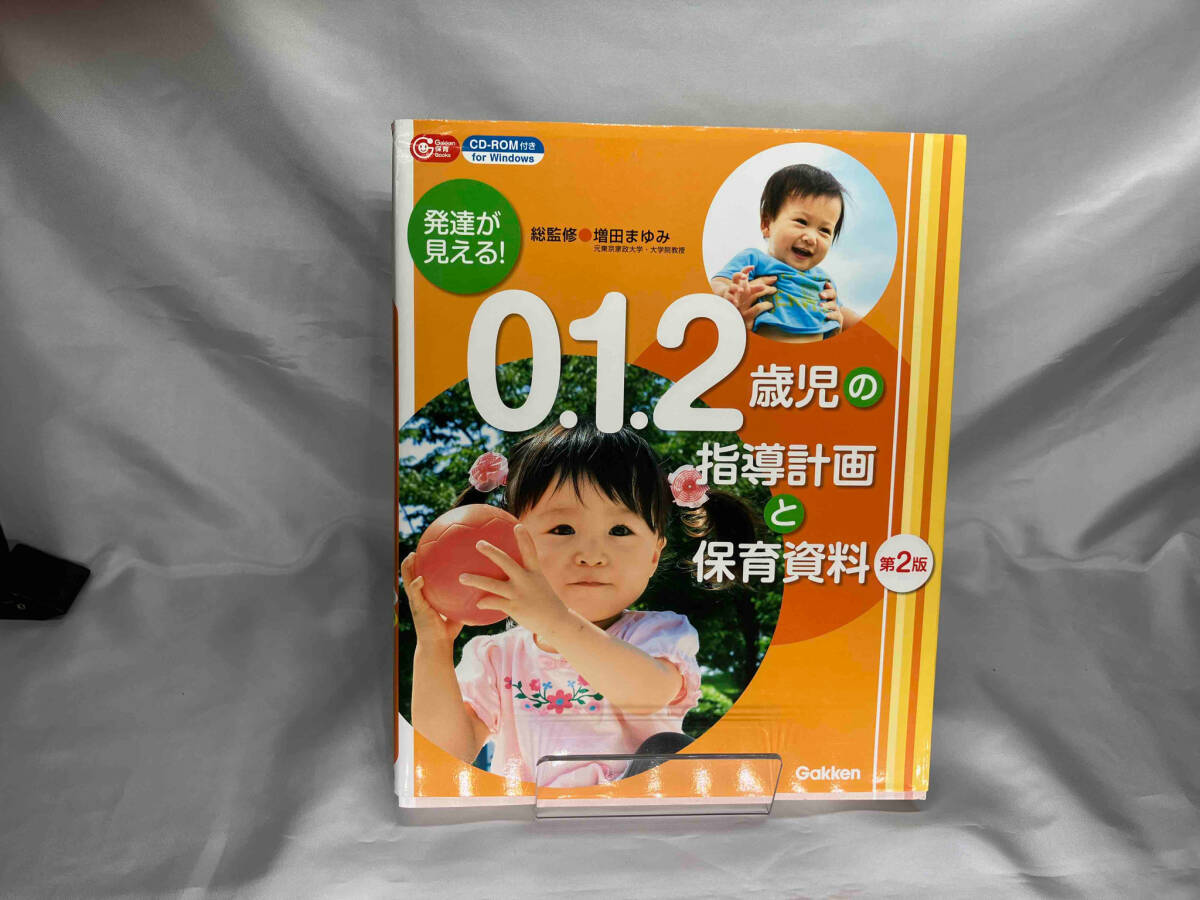 Gakken
保育
Books
CD-ROM付き
for Windows
発達が
見える!
総監修●増田まゆみ
元東京家政大学・大学院教授
0.1.2歳児の
指導計画
と
保育資料
第2版
Gakken